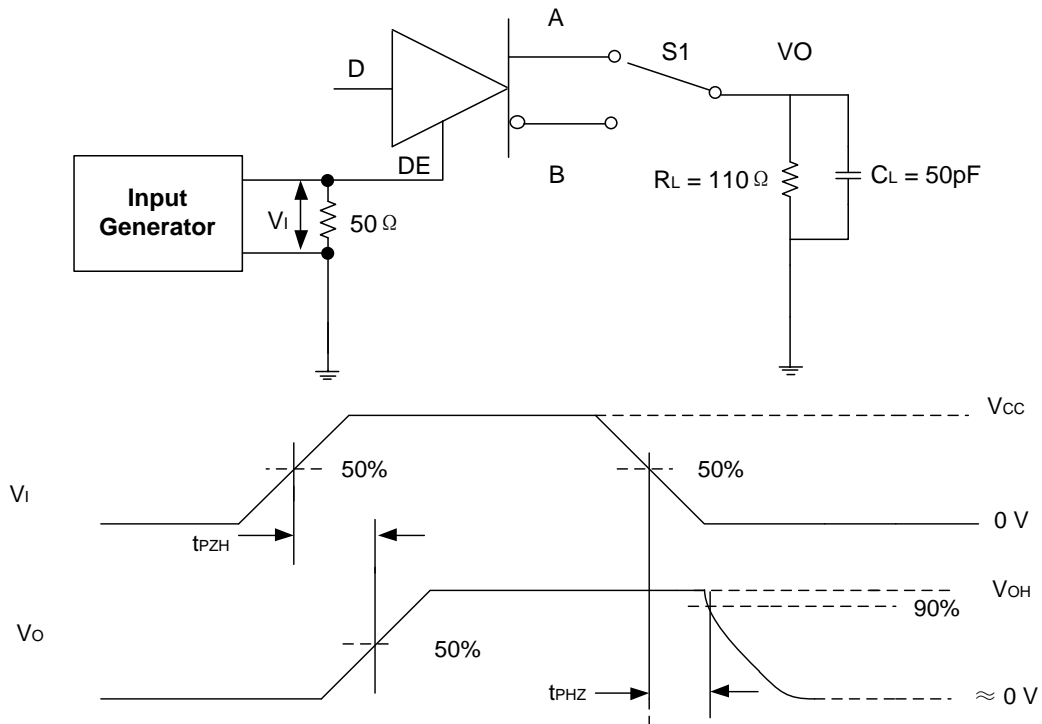 A
S1
VO
D
DE
B
RL = 110 Ω
CL = 50pF
Input
Generator
VI
50 Ω
VCC
50%
50%
VI
0 V
tPZH
VOH
90%
VO
50%
tPHZ
≈ 0 V